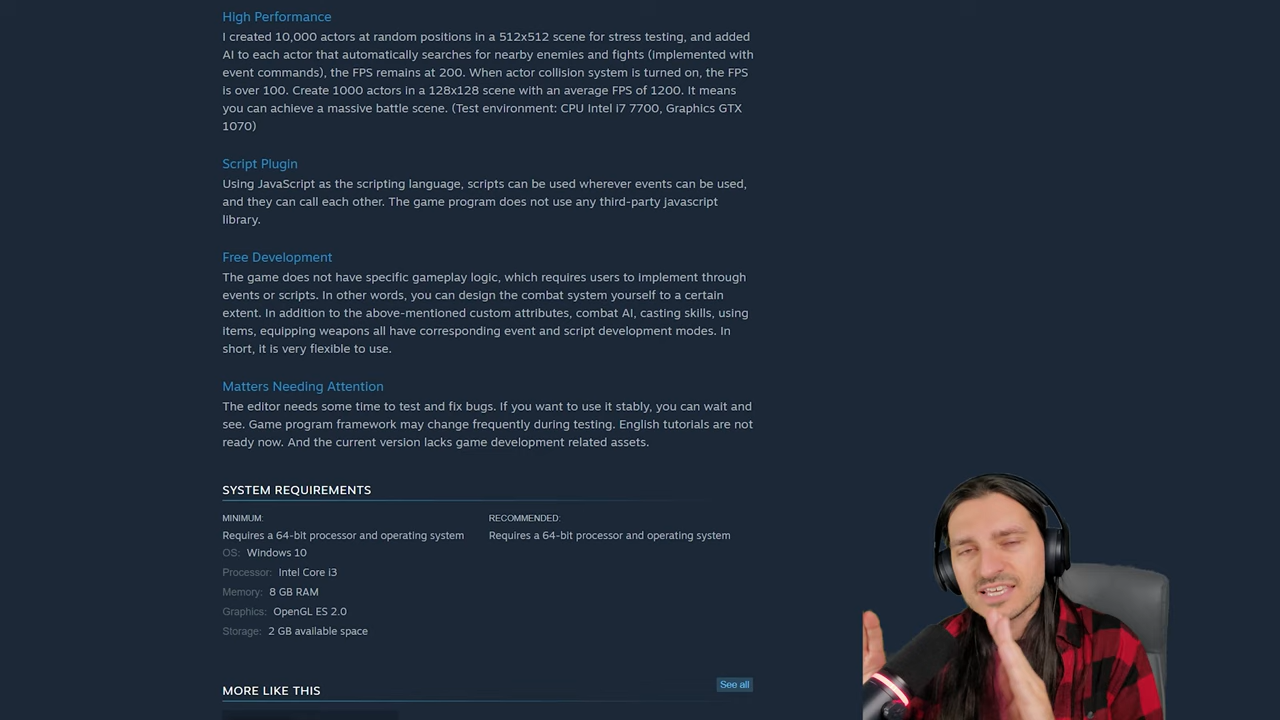 High Performance
I created 10,000 actors at random positions in a 512x512 scene for stress testing, and added
AI to each actor that automatically searches for nearby enemies and fights (implemented with
event commands), the FPS remains at 200. When actor collision system is turned on, the FPS
is over 100. Create 1000 actors in a 128x128 scene with an average FPS of 1200. It means
you can achieve a massive battle scene. (Test environment: CPU Intel i7 7700, Graphics GTX
1070)
Script Plugin
Using JavaScript as the scripting language, scripts can be used wherever events can be used,
and they can call each other. The game program does not use any third-party javascript
library.
Free Development
The game does not have specific gameplay logic, which requires users to implement through
events or scripts. In other words, you can design the combat system yourself to a certain
extent. In addition to the above-mentioned custom attributes, combat AI, casting skills, using
items, equipping weapons all have corresponding event and script development modes. In
short, it is very flexible to use.
Matters Needing Attention
The editor needs some time to test and fix bugs. If you want to use it stably, you can wait and
see. Game program framework may change frequently during testing. English tutorials are not
ready now. And the current version lacks game development related assets.
SYSTEM REQUIREMENTS
MINIMUM:
Requires a 64-bit processor and operating system
OS: Windows 10
Processor: Intel Core i3
Memory: 8 GB RAM
Graphics: OpenGL ES 2.0
Storage: 2 GB available space
RECOMMENDED:
Requires a 64-bit processor and operating system
MORE LIKE THIS
See all